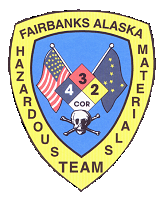 FAIRBANKS ALASKA
HAZARDOUS
MATERIALS
3
4 2
COR
TEAM